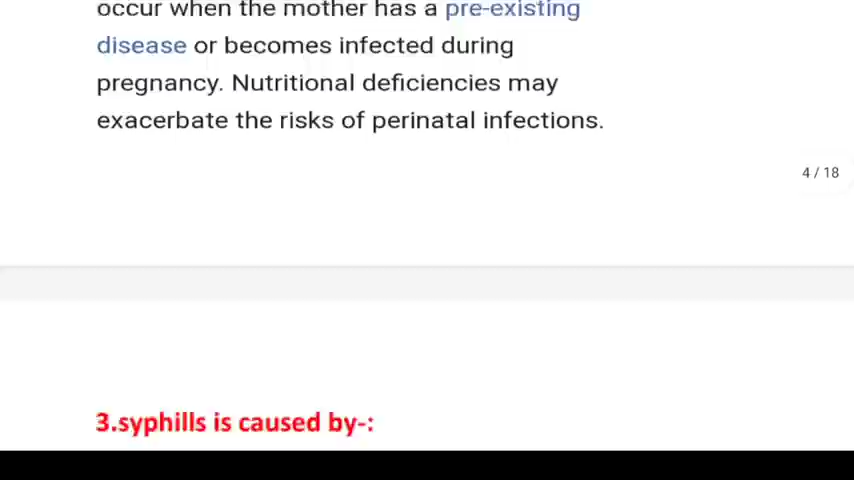 occur when the mother has a pre-existing
disease or becomes infected during
pregnancy. Nutritional deficiencies may
exacerbate the risks of perinatal infections.
4 / 18
3.syphills is caused by-: